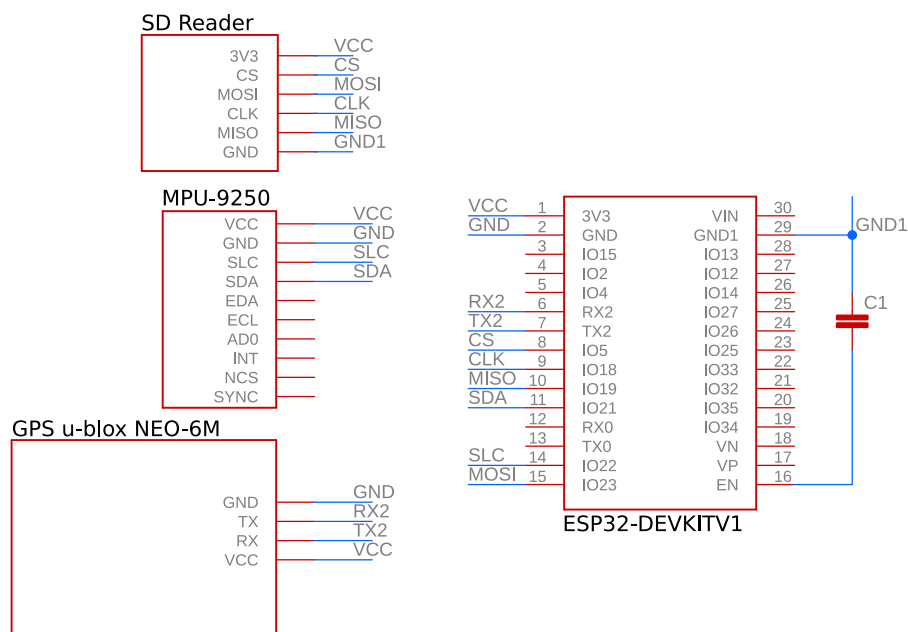 SD Reader
3V3 VCC
CS CS
MOSI MOSI
CLK CLK
MISO MISO
GND GND1
MPU-9250
VCC VCC
GND GND
SLC SLC
SDA SDA
EDA
ECL
AD0
INT
NCS
SYNC
GPS u-blox NEO-6M
GND GND
TX RX2
RX TX2
VCC VCC
VCC 1 3V3 VIN 30
GND 2 GND GND1 29 GND1
3 IO15 IO13 28
4 IO2 IO12 27
5 IO4 IO14 26
RX2 6 RX2 IO27 25 C1
TX2 7 TX2 IO26 24
CS 8 IO5 IO25 23
CLK 9 IO18 IO33 22
MISO 10 IO19 IO32 21
SDA 11 IO21 IO35 20
12 RX0 IO34 19
13 TX0 VN 18
SLC 14 IO22 VP 17
MOSI 15 IO23 EN 16
ESP32-DEVKITV1